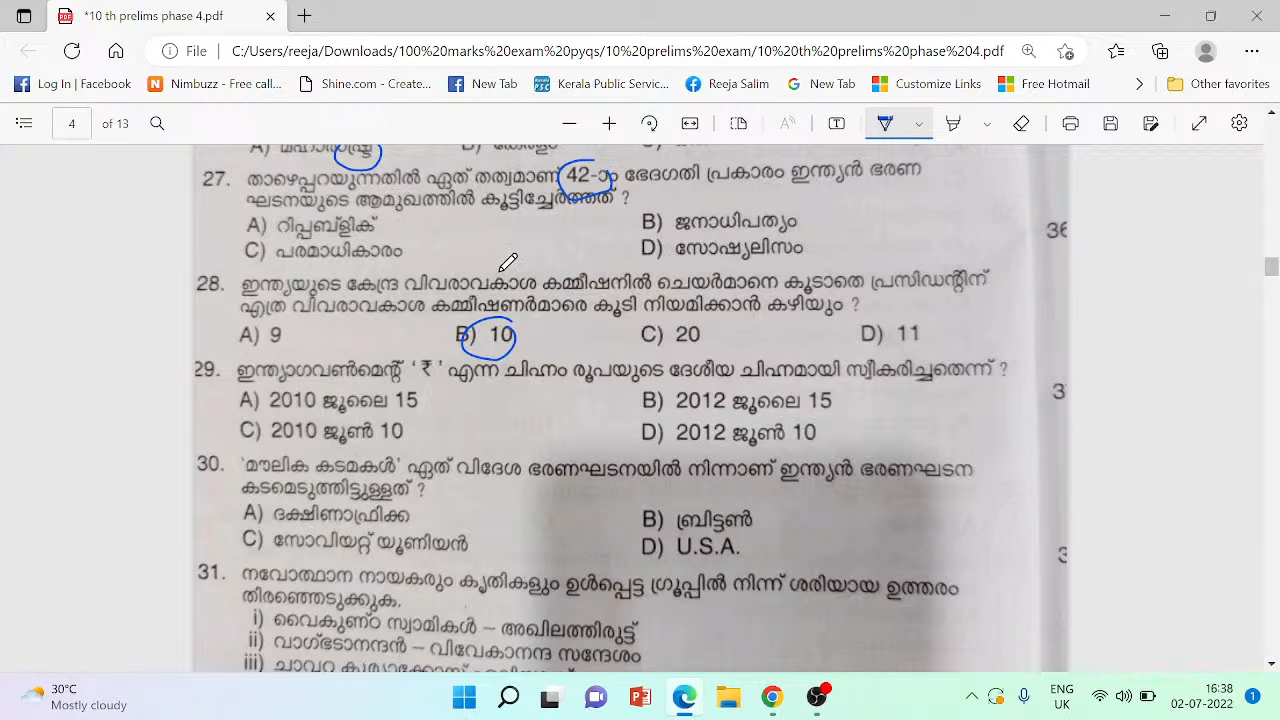 *10 th prelims phase 4.pdf
File C:/Users/reeja/Downloads/100%20marks%20exam%20pyqs/10%20prelims%20exam/10%20th%20prelims%20phase%204.pdf
Log In | Facebook Nimbuzz - Free call... Shine.com - Create... New Tab Kerala PSC Reeja Salim My Drive Customize Links Free Hotmail Other favorites
4 of 13
27. താഴെപ്പറയുന്നതിൽ ഏത് തത്വമാണ് 42-ാം ഭേദഗതി പ്രകാരം ഇന്ത്യൻ ഭരണ
ഘടനയുടെ ആമുഖത്തിൽ കൂട്ടിച്ചേർത്തത് ?
A) റിപ്പബ്ളിക് B) ജനാധിപത്യം
C) പരമാധികാരം D) സോഷ്യലിസം
36
28. ഇന്ത്യയുടെ കേന്ദ്ര വിവരാവകാശ കമ്മീഷനിൽ ചെയർമാനെ കൂടാതെ പ്രസിഡന്റിന്
എത്ര വിവരാവകാശ കമ്മീഷണർമാരെ കൂടി നിയമിക്കാൻ കഴിയും ?
A) 9 B) 10 C) 20 D) 11
29. ഇന്ത്യാഗവൺമെന്റ് ‘ ₹ ’ എന്ന ചിഹ്നം രൂപയുടെ ദേശീയ ചിഹ്നമായി സ്വീകരിച്ചതെന്ന് ?
A) 2010 ജൂലൈ 15 B) 2012 ജൂലൈ 15
C) 2010 ജൂൺ 10 D) 2012 ജൂൺ 10
30. ‘മൗലിക കടമകൾ’ ഏത് വിദേശ ഭരണഘടനയിൽ നിന്നാണ് ഇന്ത്യൻ ഭരണഘടന
കടമെടുത്തിട്ടുള്ളത് ?
A) ദക്ഷിണാഫ്രിക്ക B) ബ്രിട്ടൺ
C) സോവിയറ്റ് യൂണിയൻ D) U.S.A.
31. നവോത്ഥാന നായകരും കൃതികളും ഉൾപ്പെട്ട ഗ്രൂപ്പിൽ നിന്ന് ശരിയായ ഉത്തരം
തിരഞ്ഞെടുക്കുക.
i) വൈകുണ്ഠ സ്വാമികൾ – അഖിലത്തിരുട്ട്
ii) വാഗ്ഭടാനന്ദൻ – വിവേകാനന്ദ സന്ദേശം
30°C
Mostly cloudy
ENG
UK
16:38
02-07-2022